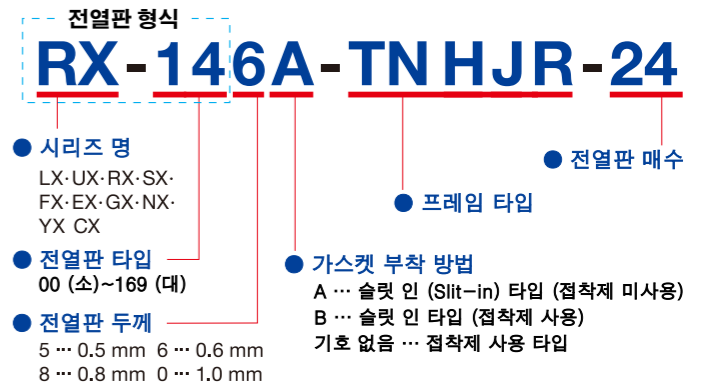 전열판 형식
RX-146A-TNHJR-24
● 시리즈 명
LX·UX·RX·SX·
FX·EX·GX·NX·
YX CX
● 전열판 타입
00 (소)~169 (대)
● 전열판 두께
5 ··· 0.5 mm 6 ··· 0.6 mm
8 ··· 0.8 mm 0 ··· 1.0 mm
● 가스켓 부착 방법
A ··· 슬릿 인 (Slit-in) 타입 (접착제 미사용)
B ··· 슬릿 인 타입 (접착제 사용)
기호 없음 ··· 접착제 사용 타입
● 프레임 타입
● 전열판 매수